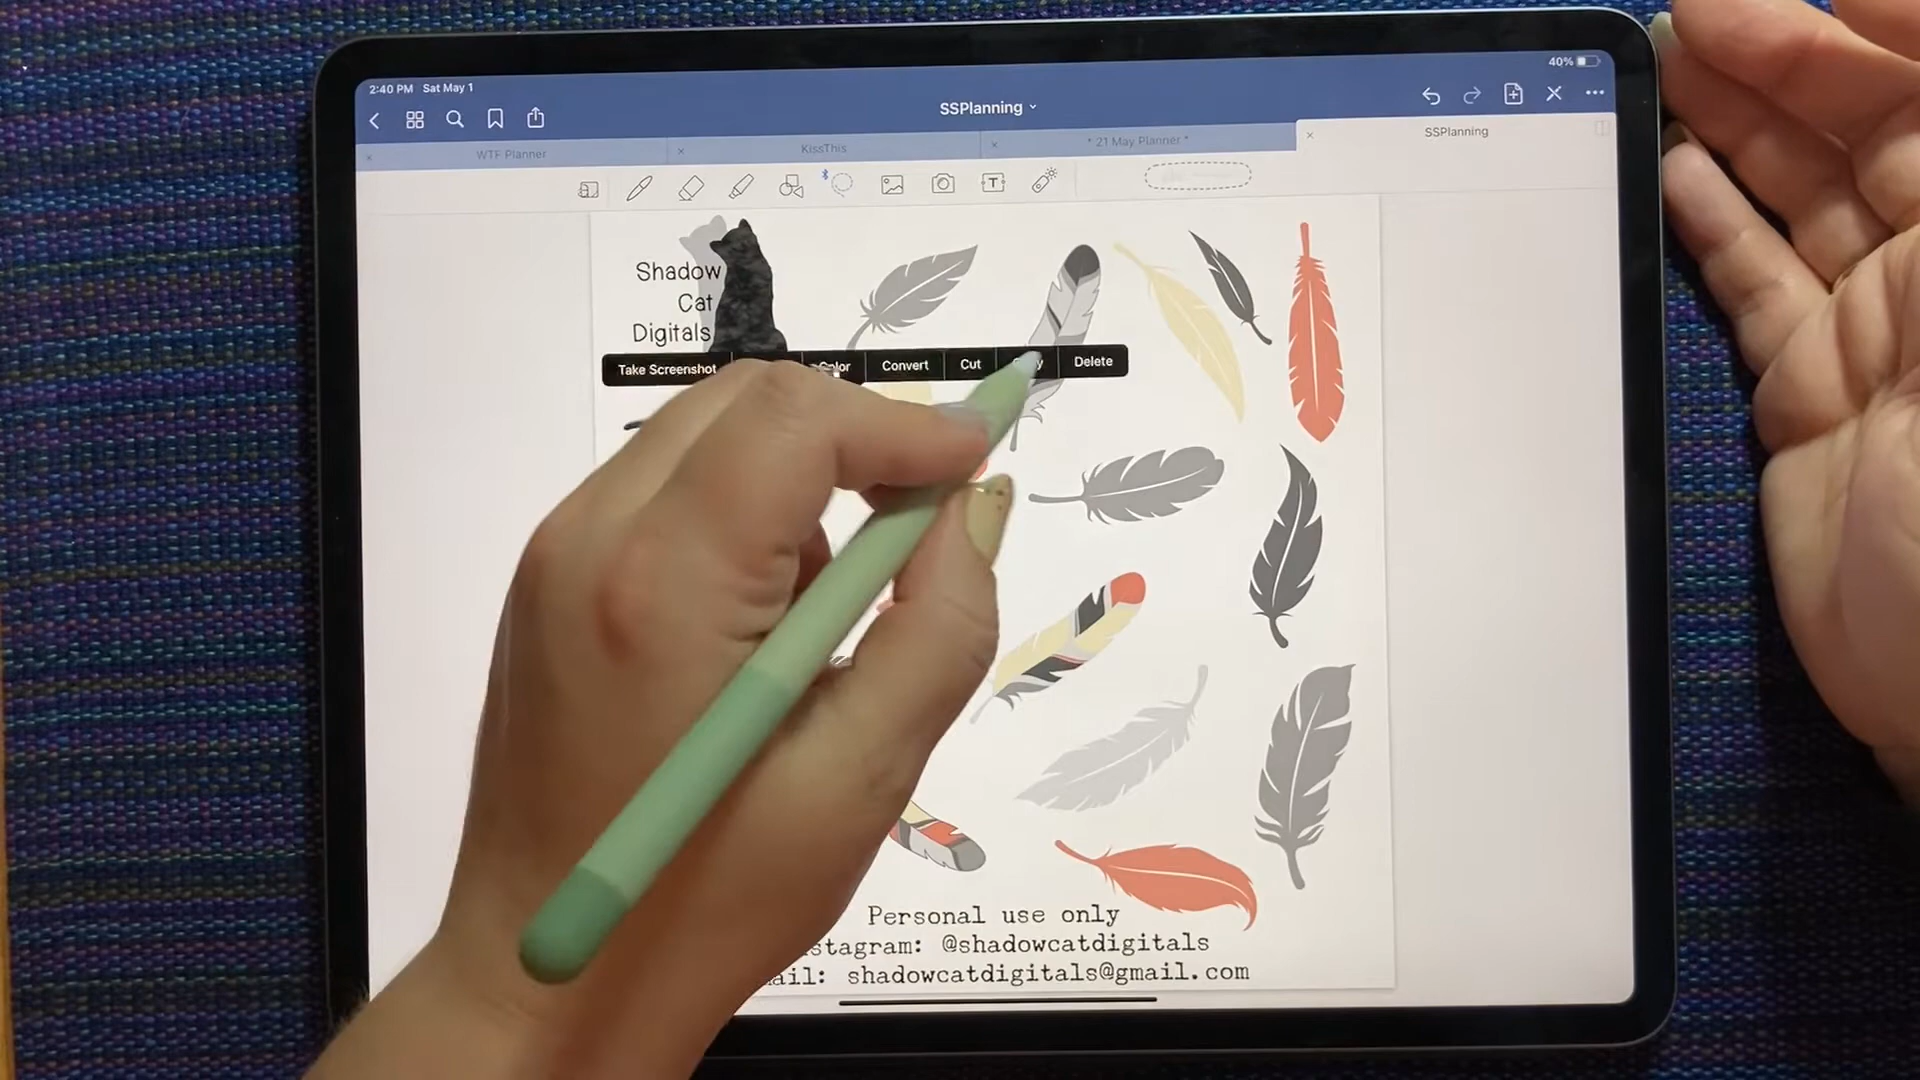 2:40 PM Sat May 1
40%
SSPlanning
WTF Planner
KissThis
* 21 May Planner *
SSPlanning
T
Shadow
Cat
Digitals
Take Screenshot
Color
Convert
Cut
Delete
Personal use only
stagram: @shadowcatdigitals
ail: shadowcatdigitals@gmail.com